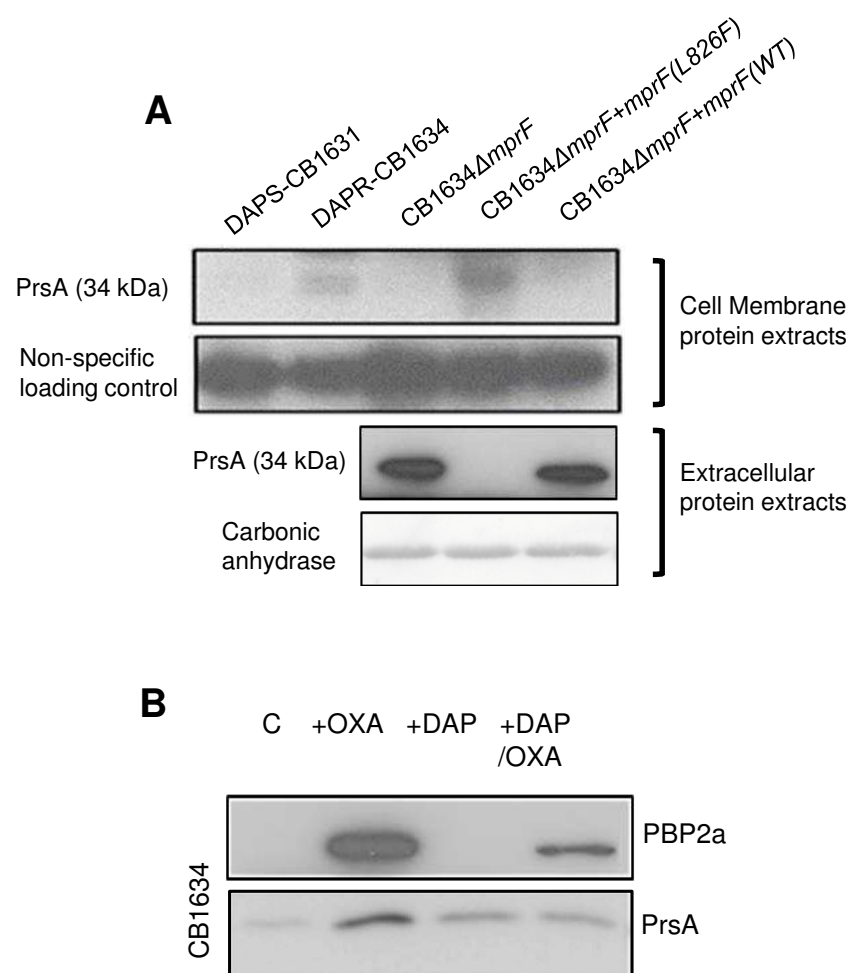 A
DAPS-CB1631
DAPR-CB1634
CB1634ΔmprF
CB1634ΔmprF+mprF(L826F)
CB1634ΔmprF+mprF(WT)
PrsA (34 kDa)
Cell Membrane
protein extracts
Non-specific
loading control
PrsA (34 kDa)
Extracellular
protein extracts
Carbonic
anhydrase
B
C +OXA +DAP +DAP
/OXA
CB1634
PBP2a
PrsA